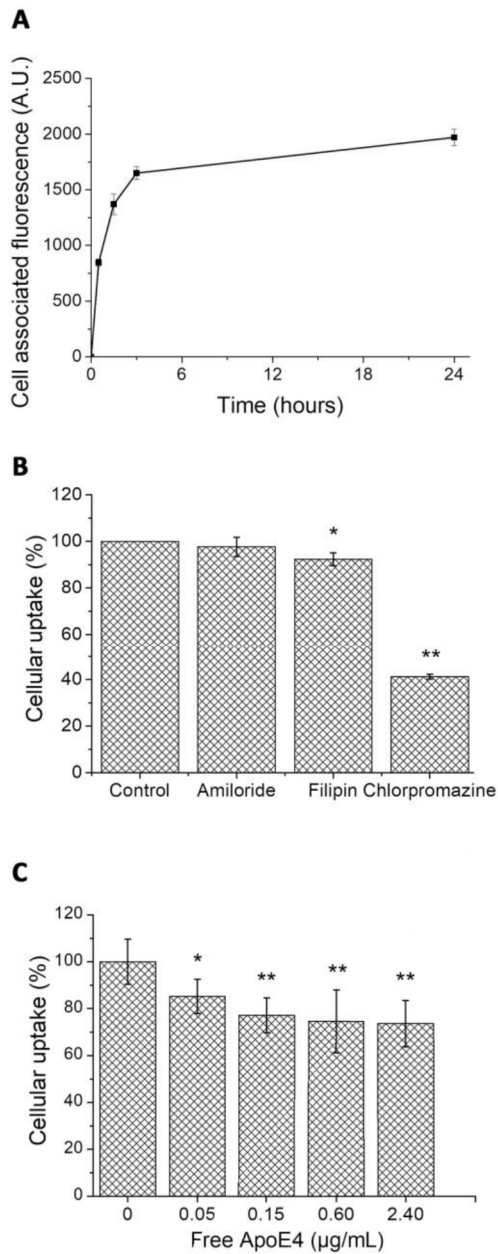 A
Cell associated fluorescence (A.U.)
2500
2000
1500
1000
500
0
0 6 12 18 24
Time (hours)
B
Cellular uptake (%)
120
100
80
60
40
20
0
*
**
Control Amiloride Filipin Chlorpromazine
C
Cellular uptake (%)
120
100
80
60
40
20
0
* ** ** **
0 0.05 0.15 0.60 2.40
Free ApoE4 (µg/mL)